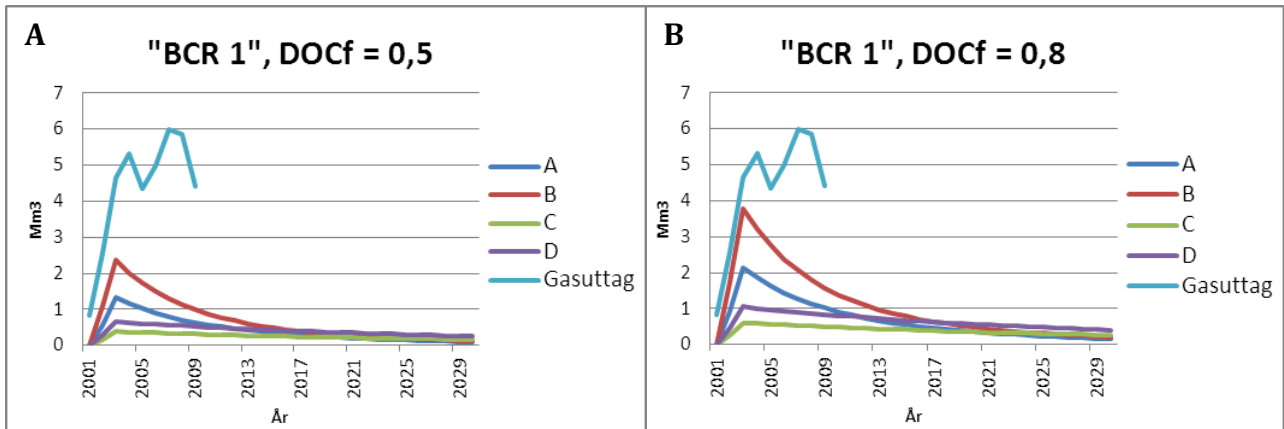 A
"BCR 1", DOCf = 0,5
7
6
5
4
3
2
1
0
Mm3
2001
2005
2009
2013
2017
2021
2025
2029
År
A
B
C
D
Gasuttag
B
"BCR 1", DOCf = 0,8
7
6
5
4
3
2
1
0
Mm3
2001
2005
2009
2013
2017
2021
2025
2029
År
A
B
C
D
Gasuttag